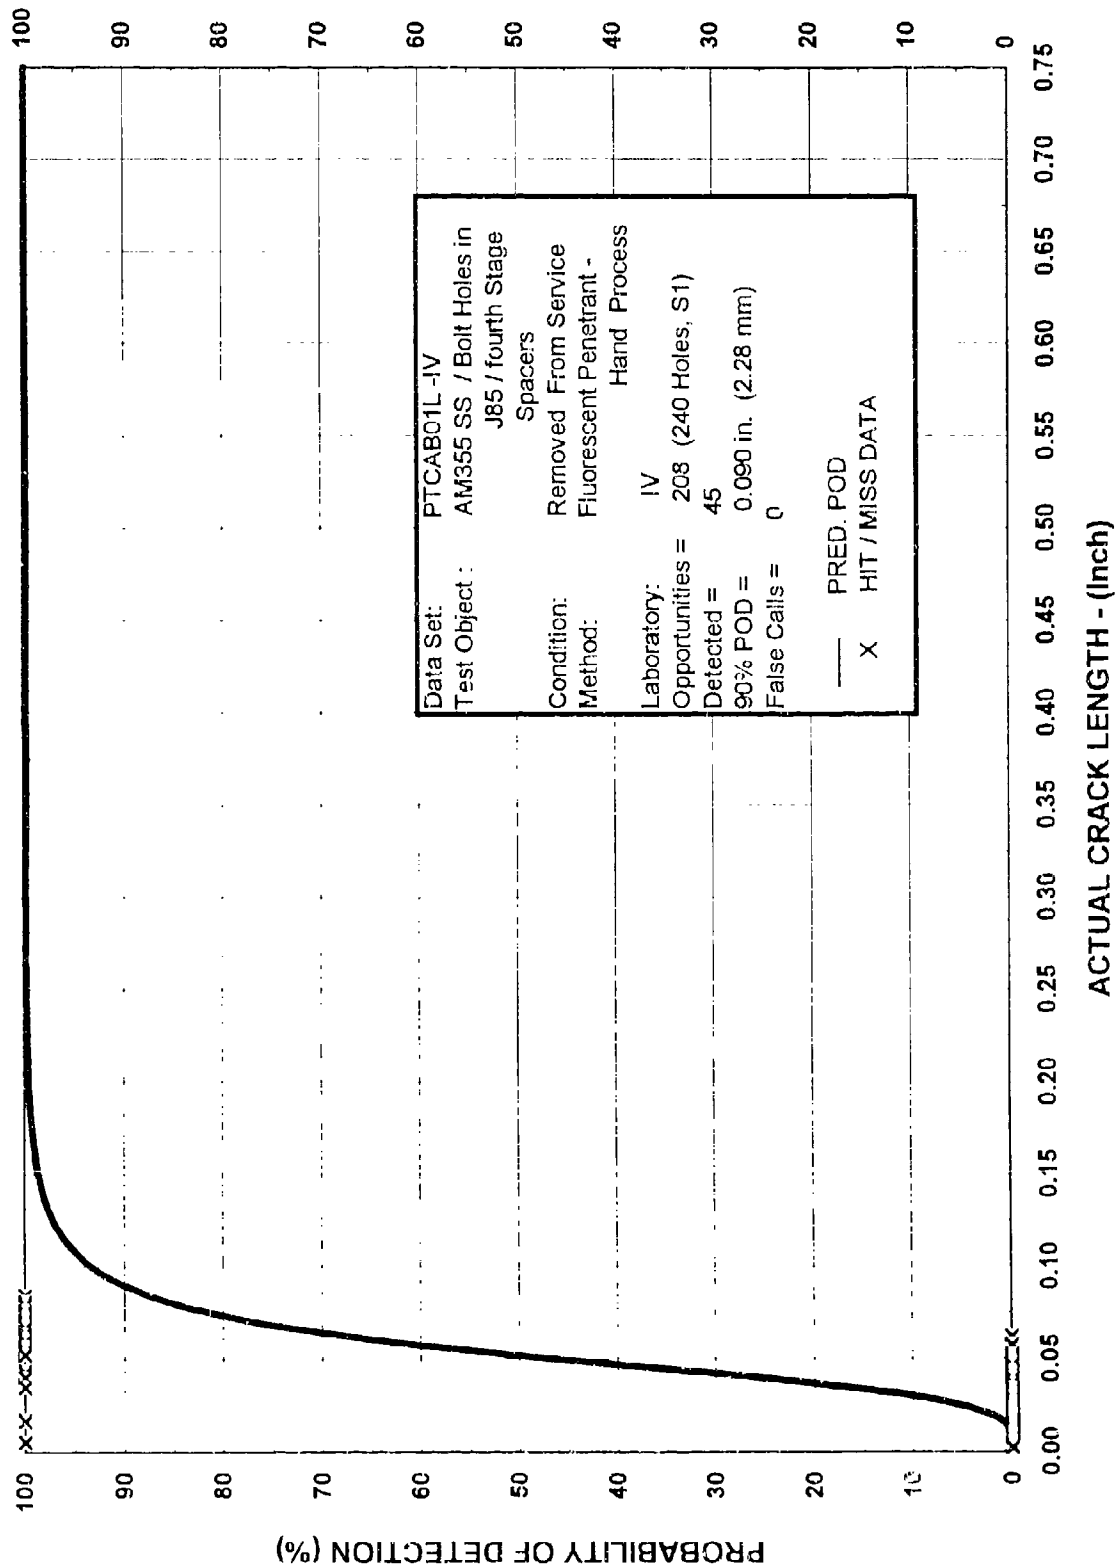 PROBABILITY OF DETECTION (%)
100
90
80
70
60
50
40
30
20
10
0
100
90
80
70
60
50
40
30
20
10
0
Data Set: PTCAB01L -IV
Test Object : AM355 SS / Bolt Holes in
J85 / fourth Stage
Spacers
Condition: Removed From Service
Method: Fluorescent Penetrant -
Hand Process
Laboratory: IV
Opportunities = 208 (240 Holes, S1)
Detected = 45
90% POD = 0.090 in. (2.28 mm)
False Calls = 0
PRED. POD
X HIT / MISS DATA
0.00 0.05 0.10 0.15 0.20 0.25 0.30 0.35 0.40 0.45 0.50 0.55 0.60 0.65 0.70 0.75
ACTUAL CRACK LENGTH - (Inch)